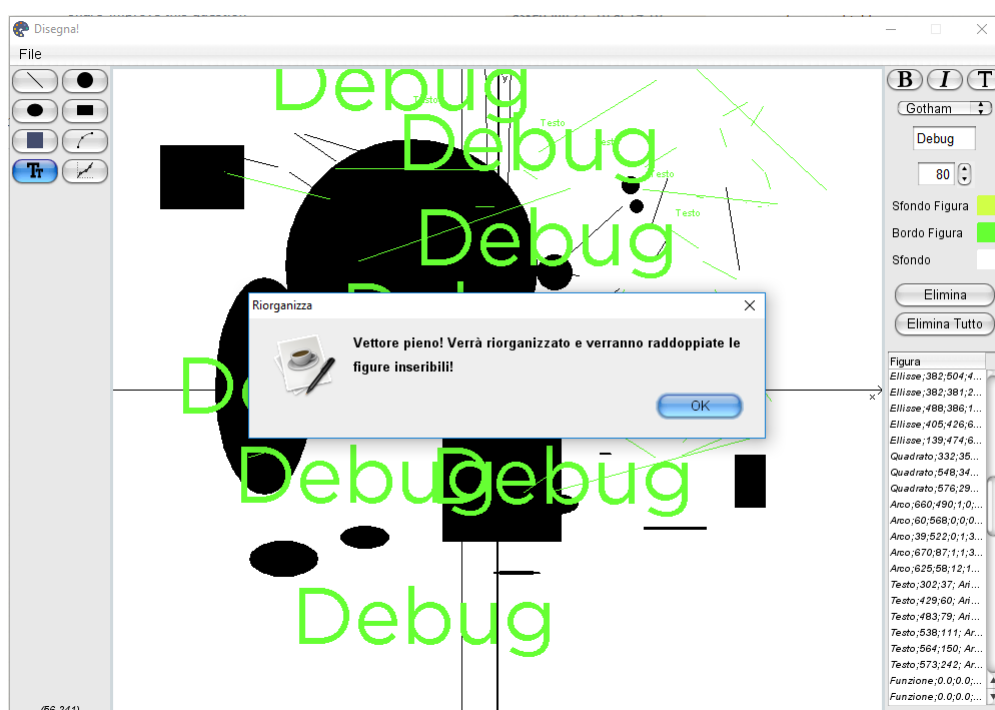 Disegna!
File
B I T
Gotham
Debug
80
Sfondo Figura
Bordo Figura
Sfondo
Elimina
Elimina Tutto
Figura
Ellisse;382;504;4...
Ellisse;382;381;2...
Ellisse;488;386;1...
Ellisse;405;426;6...
Ellisse;139;474;6...
Quadrato;332;35...
Quadrato;548;34...
Quadrato;576;29...
Arco;660;490;1;0;...
Arco;60;568;0;0;0...
Arco;39;522;0;1;3...
Arco;670;87;1;1;3...
Arco;625;58;12;1...
Testo;302;37; Ari...
Testo;429;60; Ari...
Testo;483;79; Ari...
Testo;538;111; Ar...
Testo;564;150; Ar...
Testo;573;242; Ar...
Funzione;0.0;0.0;...
Funzione;0.0;0.0;...
Tт
Debug
Testo
y
Debug
Testo
Testo
Testo
Debug
Testo
Riorganizza
Vettore pieno! Verrà riorganizzato e verranno raddoppiate le
figure inseribili!
OK
x
Debug
Debug
Debug